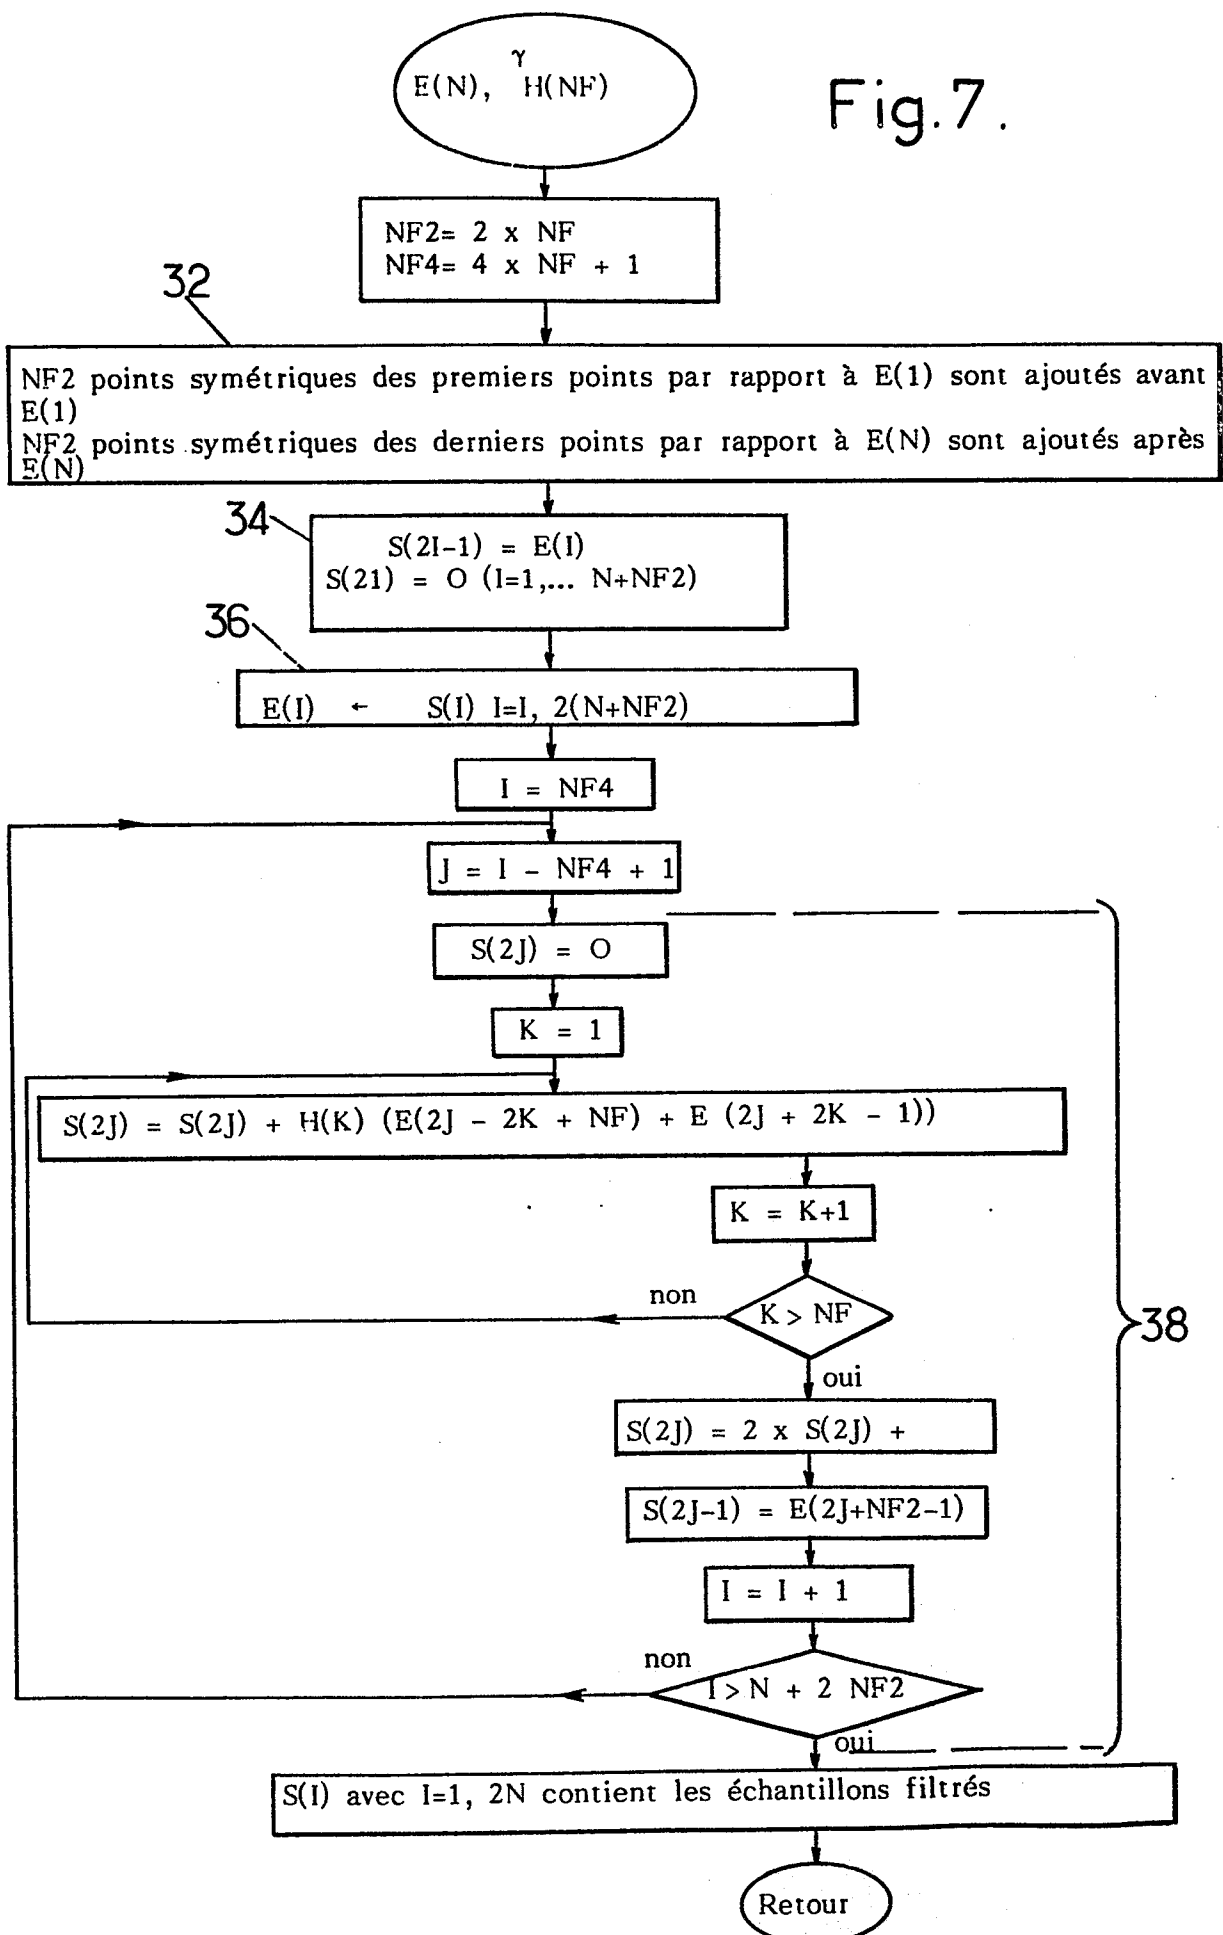 γ
E(N), H(NF)
Fig.7.
NF2= 2 x NF
NF4= 4 x NF + 1
32
NF2 points symétriques des premiers points par rapport à E(1) sont ajoutés avant
E(1)
NF2 points symétriques des derniers points par rapport à E(N) sont ajoutés après
E(N)
34
S(2I-1) = E(I)
S(21) = O (I=1,... N+NF2)
36
E(I) ← S(I) I=I, 2(N+NF2)
I = NF4
J = I - NF4 + 1
S(2J) = O
K = 1
S(2J) = S(2J) + H(K) (E(2J - 2K + NF) + E (2J + 2K - 1))
K = K+1
non
K > NF
38
oui
S(2J) = 2 x S(2J) +
S(2J-1) = E(2J+NF2-1)
I = I + 1
non
I > N + 2 NF2
oui
S(I) avec I=1, 2N contient les échantillons filtrés
Retour